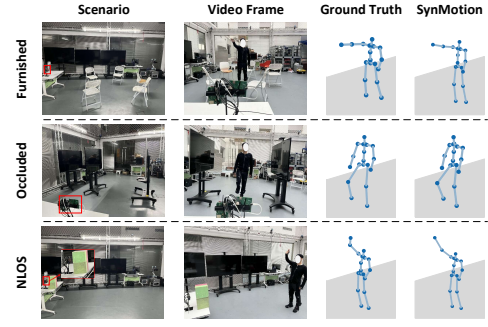 Scenario Video Frame Ground Truth SynMotion
Furnished
Occluded
NLOS